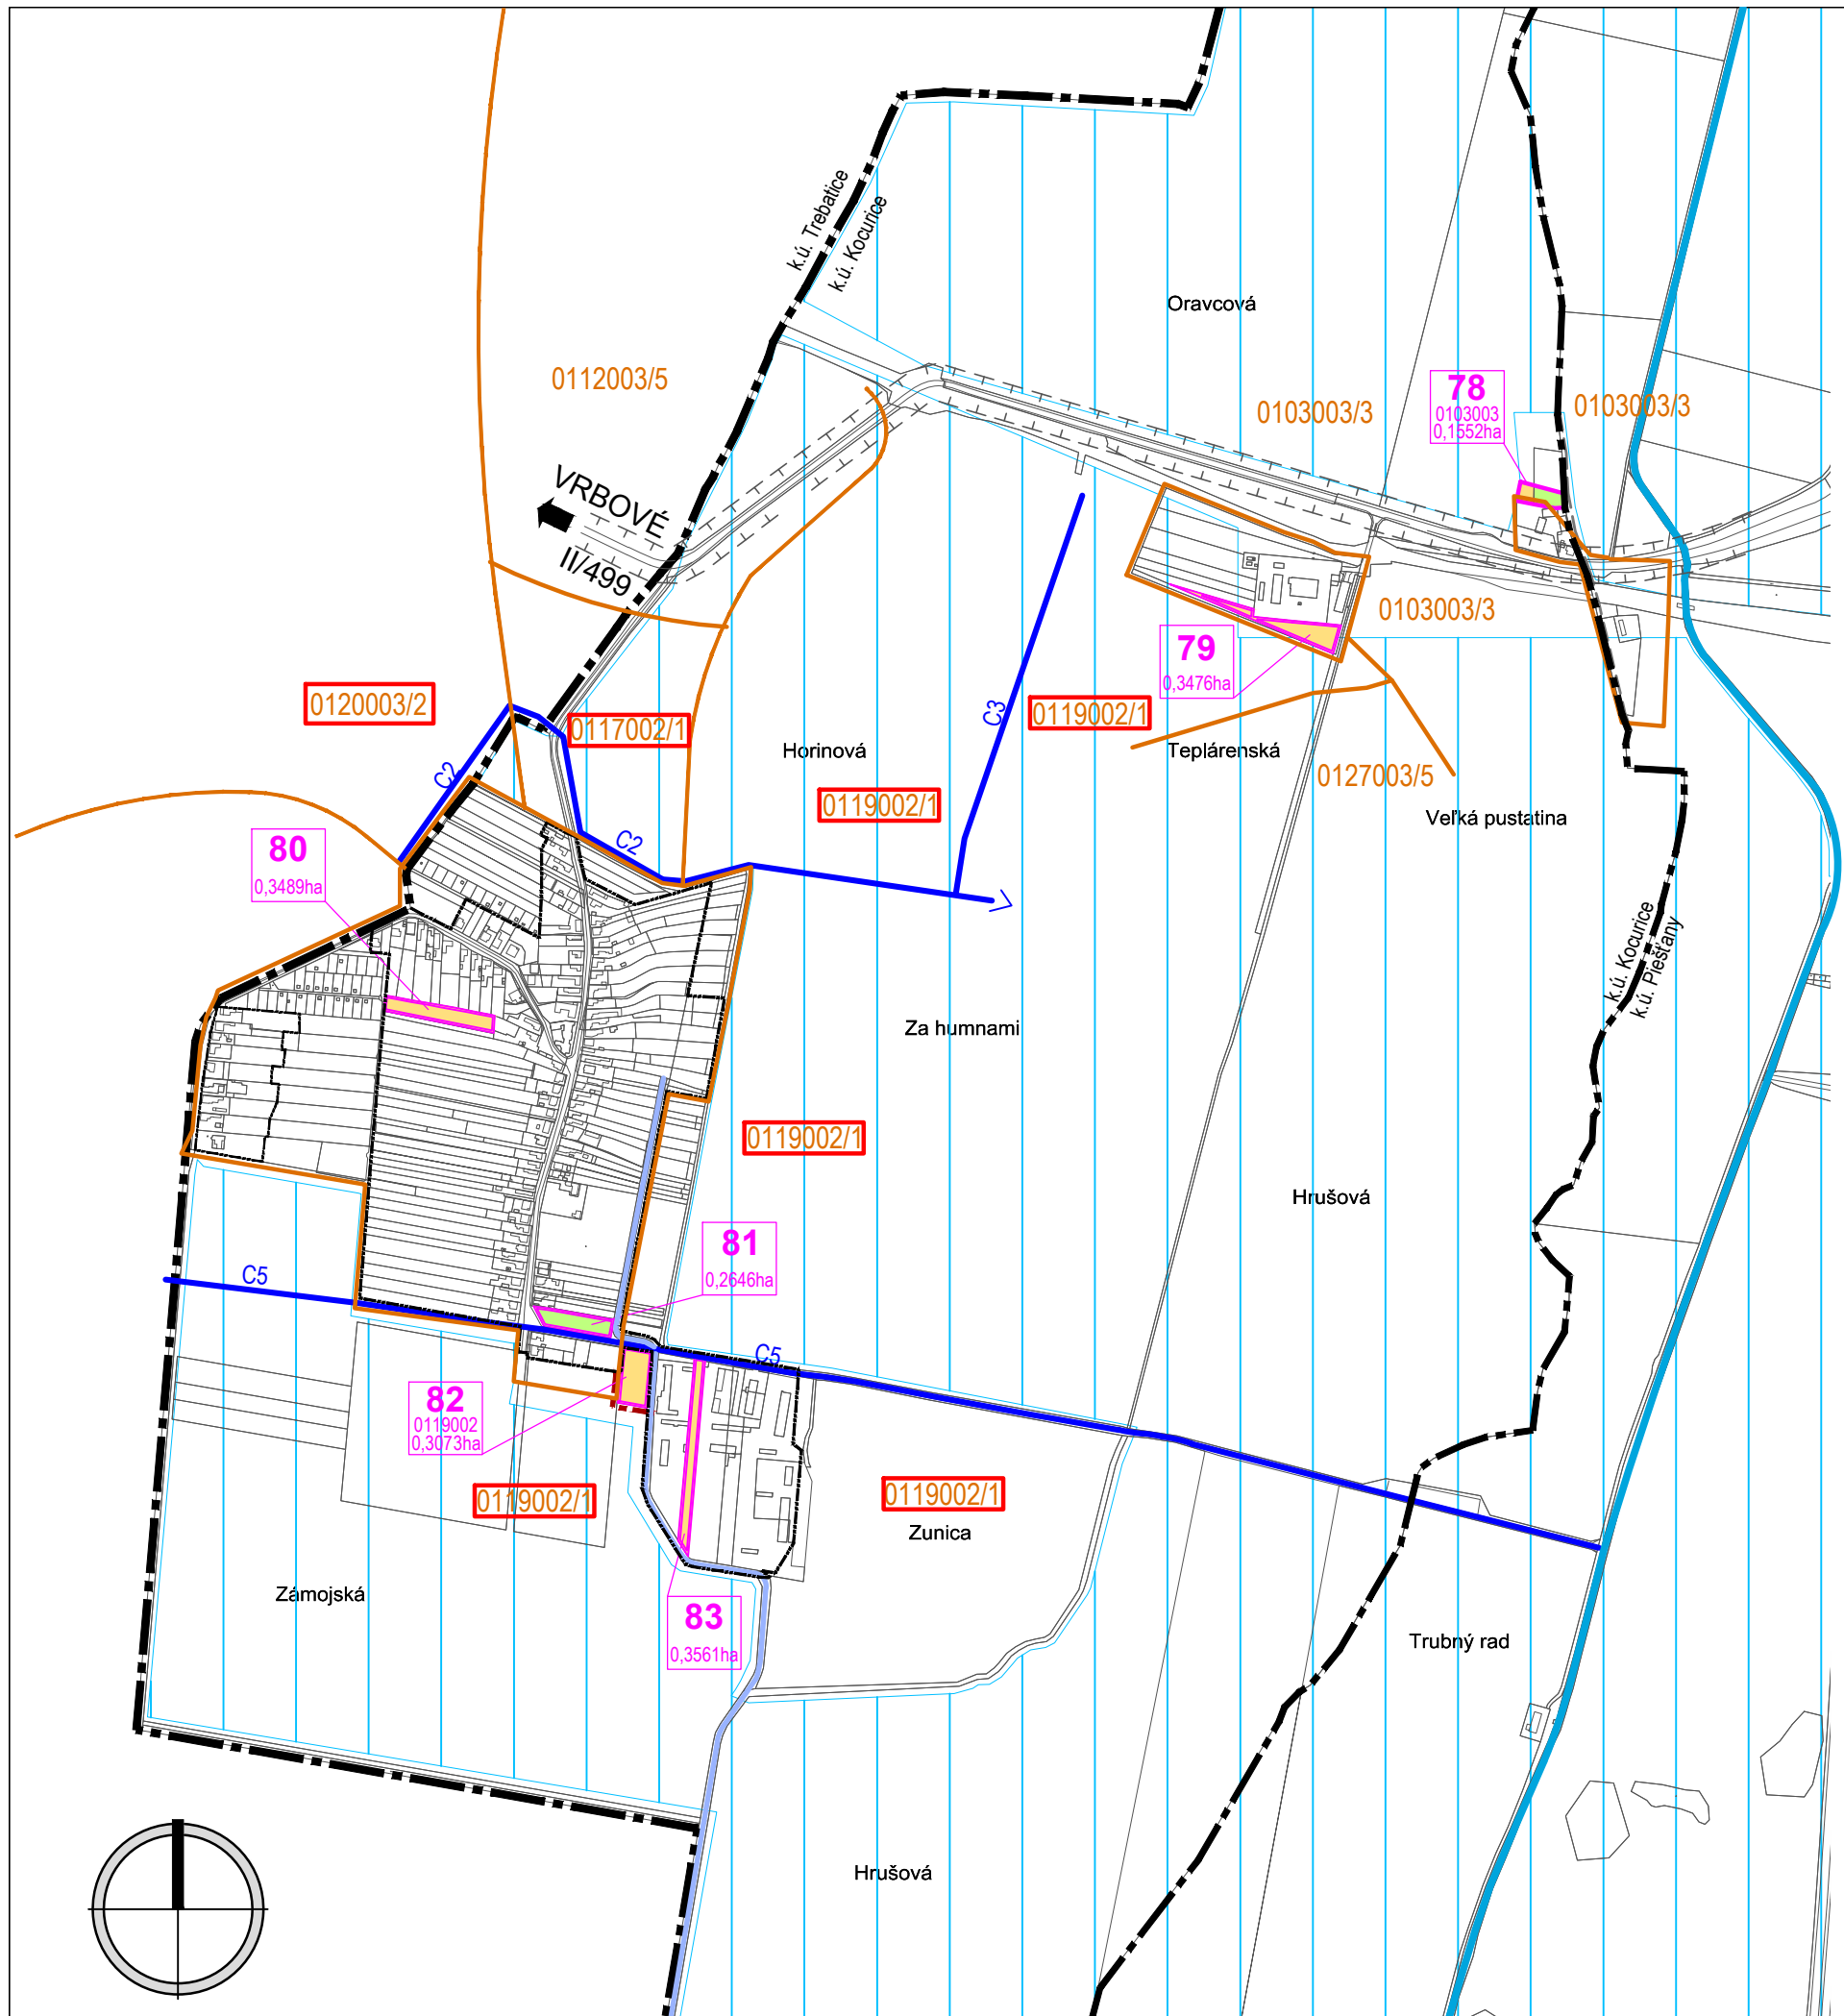 k.ú. Trebatice
k.ú. Kocurice
Oravcová
0112003/5
78
0103003
0,1552ha
0103003/3
0103003/3
VRBOVÉ
II/499
0103003/3
79
0,3476ha
0120003/2
0117002/1
C3
0119002/1
Horinová
Teplárenská
C2
0127003/5
0119002/1
Veľká pustatina
C2
80
0,3489ha
k.ú. Kocurice
k.ú. Piešťany
Za humnami
0119002/1
Hrušová
81
0,2646ha
C5
C5
82
0119002
0,3073ha
0119002/1
0119002/1
Zunica
Zámojská
83
0,3561ha
Trubný rad
Hrušová